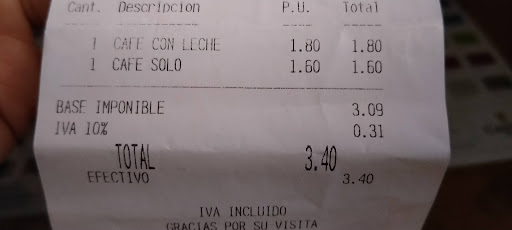 Cant. Descripcion P.U. Total
1 CAFE CON LECHE 1.80 1.80
1 CAFE SOLO 1.60 1.60
BASE IMPONIBLE 3.09
IVA 10% 0.31
TOTAL 3.40
EFECTIVO 3.40
IVA INCLUIDO
GRACIAS POR SU VISITA